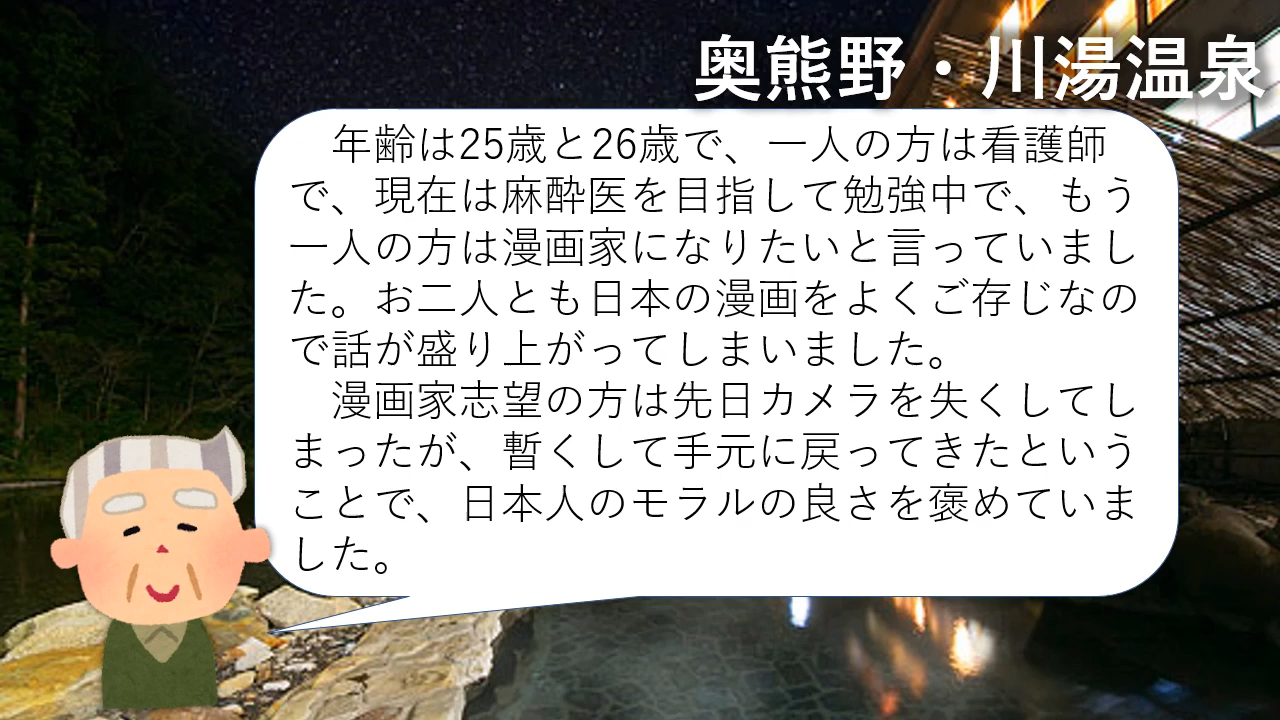 奥熊野・川湯温泉
　年齢は25歳と26歳で、一人の方は看護師
で、現在は麻酔医を目指して勉強中で、もう
一人の方は漫画家になりたいと言っていまし
た。お二人とも日本の漫画をよくご存じなの
で話が盛り上がってしまいました。
　漫画家志望の方は先日カメラを失くしてし
まったが、暫くして手元に戻ってきたという
ことで、日本人のモラルの良さを褒めていま
した。